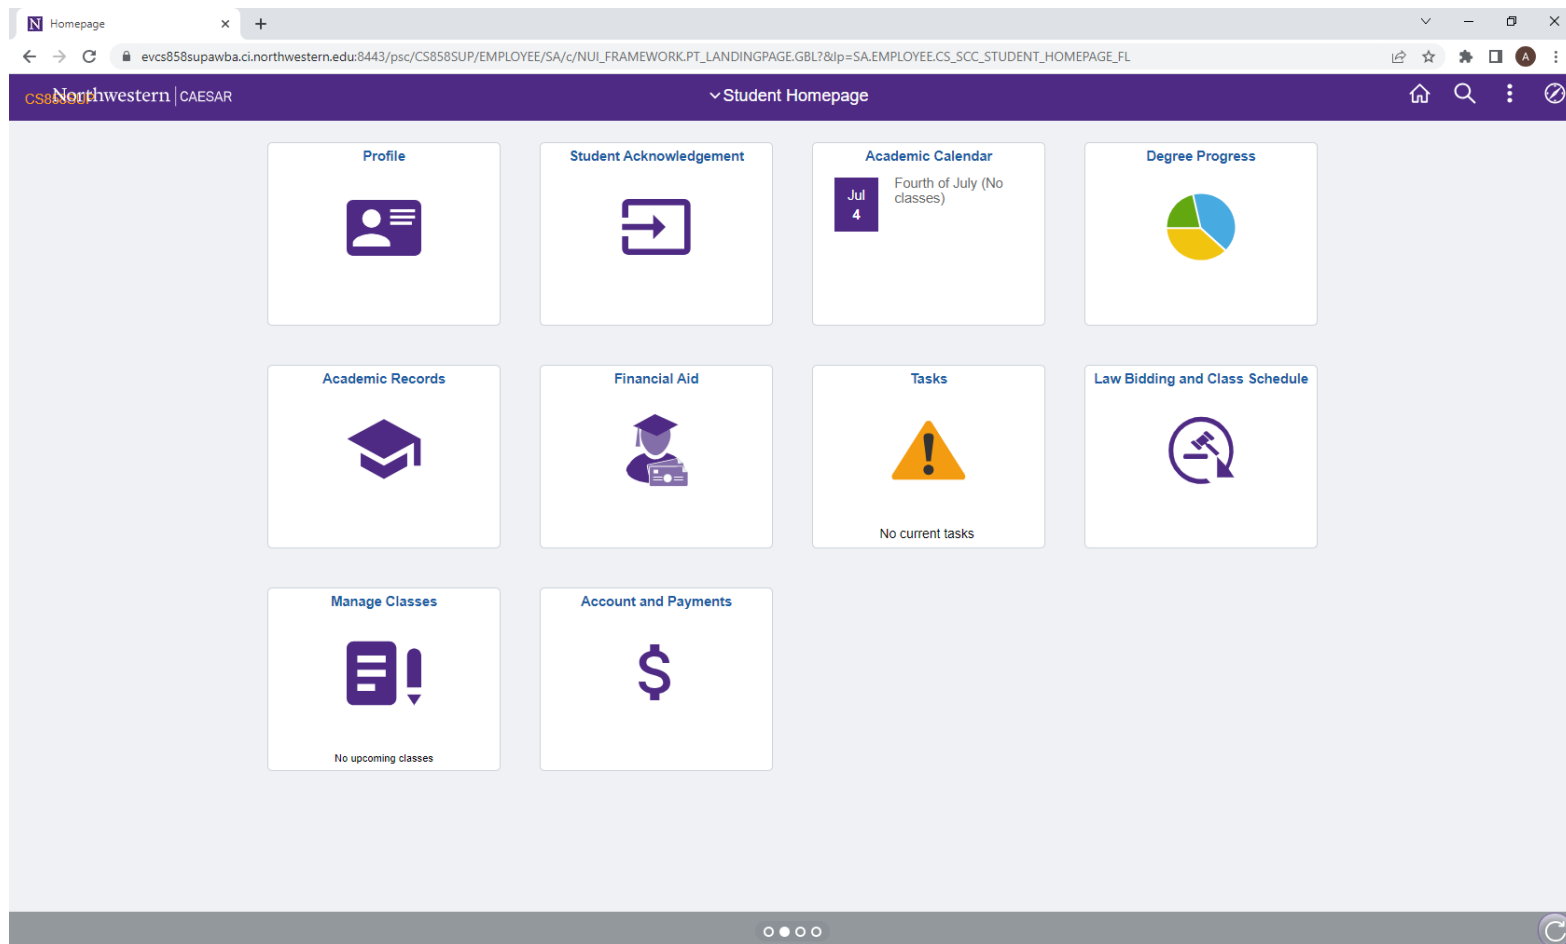 Homepage
evcs858supawba.ci.northwestern.edu:8443/psc/CS858SUP/EMPLOYEE/SA/c/NUI_FRAMEWORK.PT_LANDINGPAGE.GBL?&lp=SA.EMPLOYEE.CS_SCC_STUDENT_HOMEPAGE_FL
A
CS858SUP
Northwestern | CAESAR
Student Homepage
Profile
Student Acknowledgement
Academic Calendar
Jul
4
Fourth of July (No
classes)
Degree Progress
Academic Records
Financial Aid
Tasks
No current tasks
Law Bidding and Class Schedule
Manage Classes
No upcoming classes
Account and Payments
$